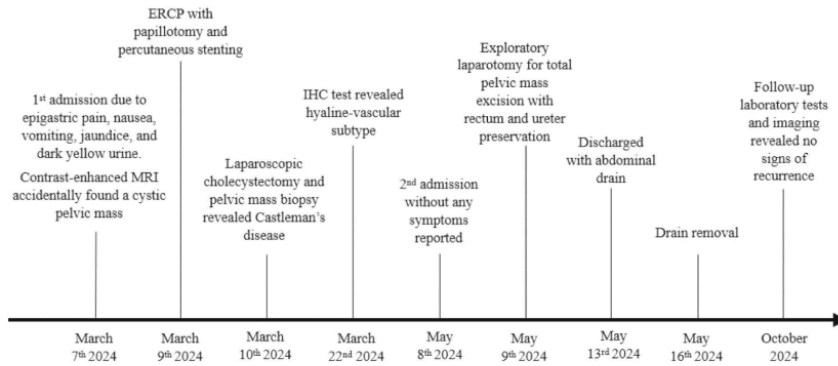 ERCP with
papillotomy and
percutaneous stenting
1st admission due to
epigastric pain, nausea,
vomiting, jaundice, and
dark yellow urine.
Contrast-enhanced MRI
accidentally found a cystic
pelvic mass
Laparoscopic
cholecystectomy and
pelvic mass biopsy
revealed Castleman’s
disease
IHC test revealed
hyaline-vascular
subtype
2nd admission
without any
symptoms
reported
Exploratory
laparotomy for total
pelvic mass
excision with
rectum and ureter
preservation
Discharged
with abdominal
drain
Drain removal
Follow-up
laboratory tests
and imaging
revealed no
signs of
recurrence
March
7th 2024
March
9th 2024
March
10th 2024
March
22nd 2024
May
8th 2024
May
9th 2024
May
13rd 2024
May
16th 2024
October
2024